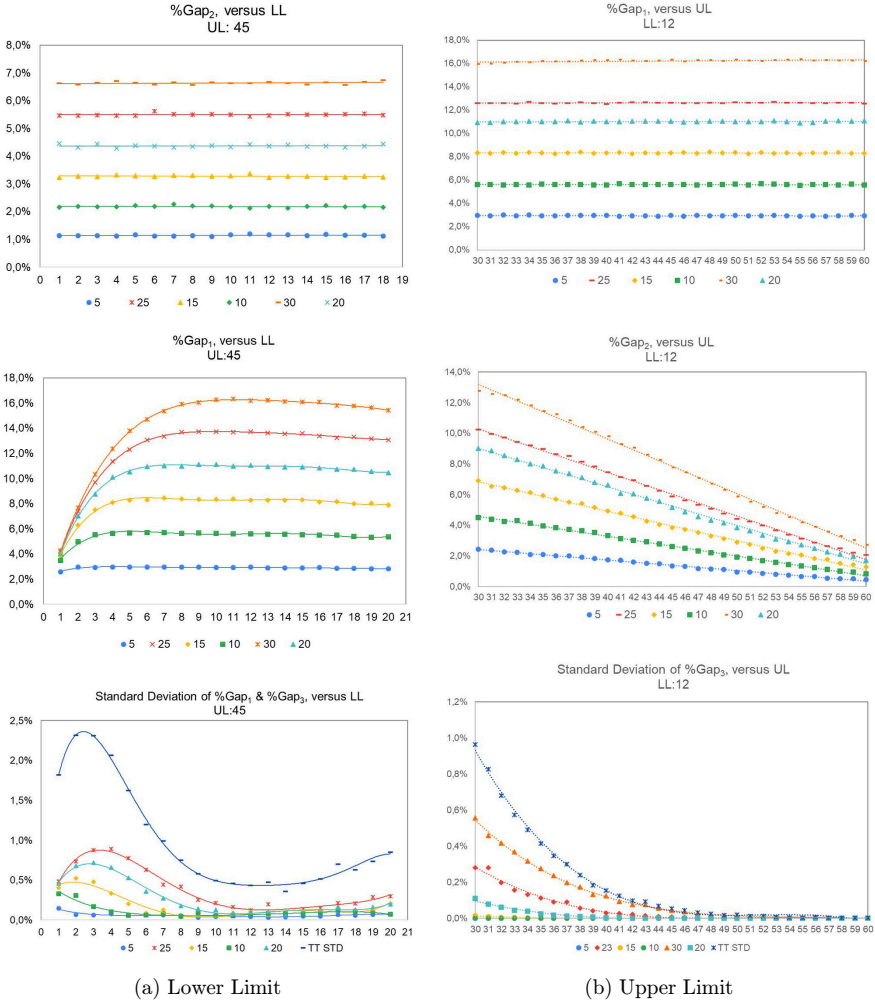 %Gap₂, versus LL
UL: 45
8,0%
7,0%
6,0%
5,0%
4,0%
3,0%
2,0%
1,0%
0,0%
0 1 2 3 4 5 6 7 8 9 10 11 12 13 14 15 16 17 18 19
5 25 15 10 30 20
%Gap₁, versus UL
LL:12
18,0%
16,0%
14,0%
12,0%
10,0%
8,0%
6,0%
4,0%
2,0%
0,0%
30 31 32 33 34 35 36 37 38 39 40 41 42 43 44 45 46 47 48 49 50 51 52 53 54 55 56 57 58 59 60
5 25 15 10 30 20
%Gap₁, versus LL
UL:45
18,0%
16,0%
14,0%
12,0%
10,0%
8,0%
6,0%
4,0%
2,0%
0,0%
0 1 2 3 4 5 6 7 8 9 10 11 12 13 14 15 16 17 18 19 20 21
5 25 15 10 30 20
%Gap₂, versus UL
LL:12
14,0%
12,0%
10,0%
8,0%
6,0%
4,0%
2,0%
0,0%
30 31 32 33 34 35 36 37 38 39 40 41 42 43 44 45 46 47 48 49 50 51 52 53 54 55 56 57 58 59 60
5 25 15 10 30 20
Standard Deviation of %Gap₁ & %Gap₃, versus LL
UL:45
2,5%
2,0%
1,5%
1,0%
0,5%
0,0%
0 1 2 3 4 5 6 7 8 9 10 11 12 13 14 15 16 17 18 19 20 21
5 25 15 10 20 TT STD
Standard Deviation of %Gap₃, versus UL
LL:12
1,2%
1,0%
0,8%
0,6%
0,4%
0,2%
0,0%
30 31 32 33 34 35 36 37 38 39 40 41 42 43 44 45 46 47 48 49 50 51 52 53 54 55 56 57 58 59 60
5 23 15 10 30 20 TT STD
(a) Lower Limit
(b) Upper Limit